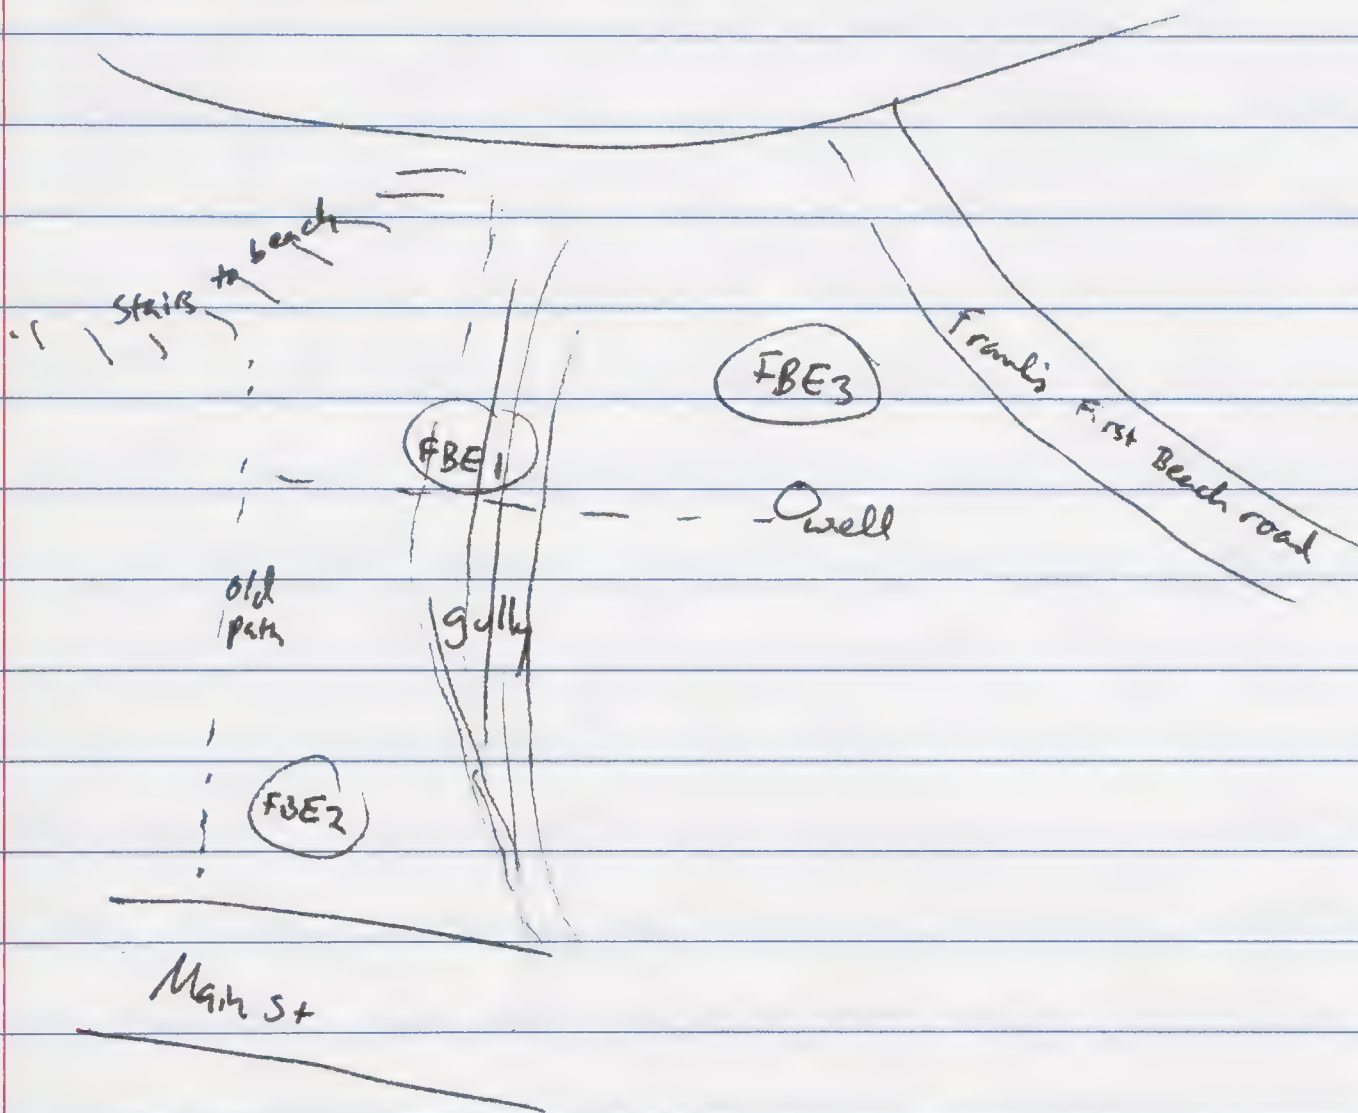 Stairs to beach
FBE3
Frank's First Beach road
FBE1
well
old
path
gully
FBE2
Main St